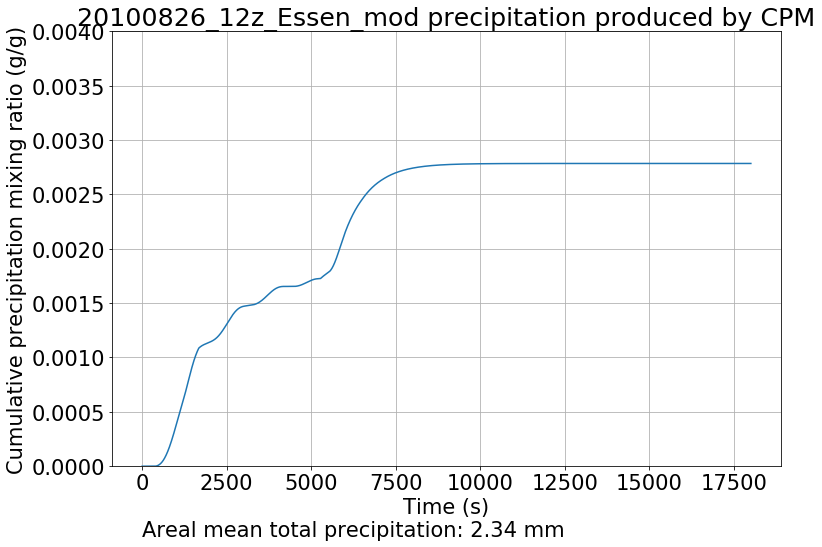 20100826_12z_Essen_mod precipitation produced by CPM
Cumulative precipitation mixing ratio (g/g)
0.0040
0.0035
0.0030
0.0025
0.0020
0.0015
0.0010
0.0005
0.0000
0 2500 5000 7500 10000 12500 15000 17500
Time (s)
Areal mean total precipitation: 2.34 mm